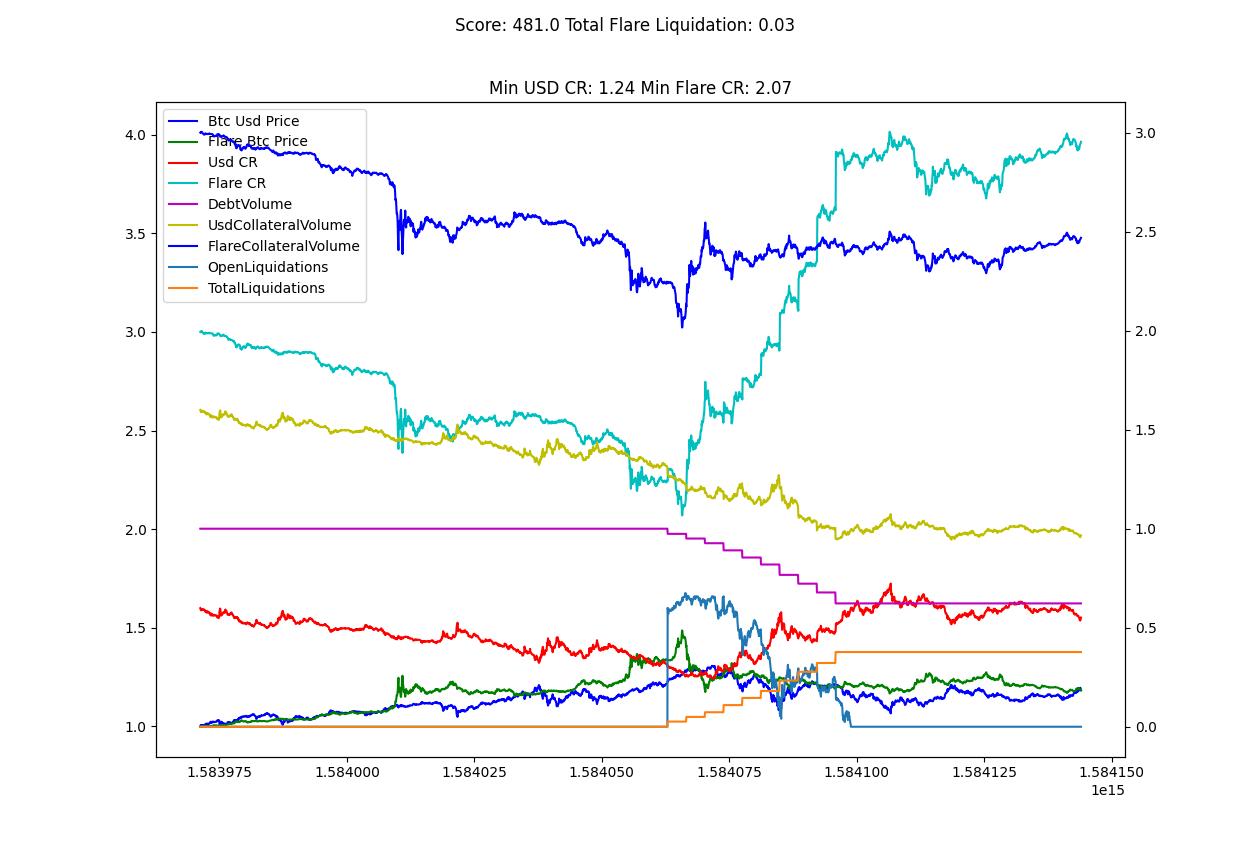 Score: 481.0 Total Flare Liquidation: 0.03
Min USD CR: 1.24 Min Flare CR: 2.07
Btc Usd Price
Flare Btc Price
Usd CR
Flare CR
DebtVolume
UsdCollateralVolume
FlareCollateralVolume
OpenLiquidations
TotalLiquidations
4.0
3.5
3.0
2.5
2.0
1.5
1.0
3.0
2.5
2.0
1.5
1.0
0.5
0.0
1.583975 1.584000 1.584025 1.584050 1.584075 1.584100 1.584125 1.584150
1e15